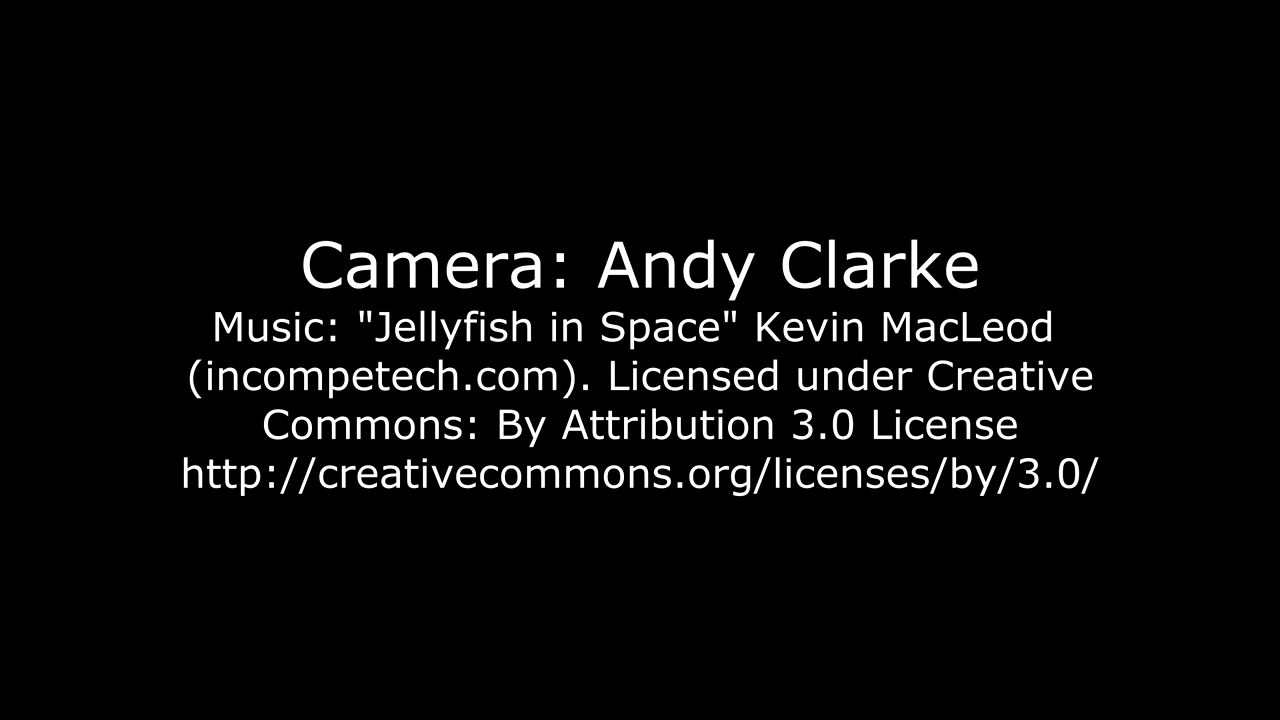 Camera: Andy Clarke
Music: "Jellyfish in Space" Kevin MacLeod
(incompetech.com). Licensed under Creative
Commons: By Attribution 3.0 License
http://creativecommons.org/licenses/by/3.0/